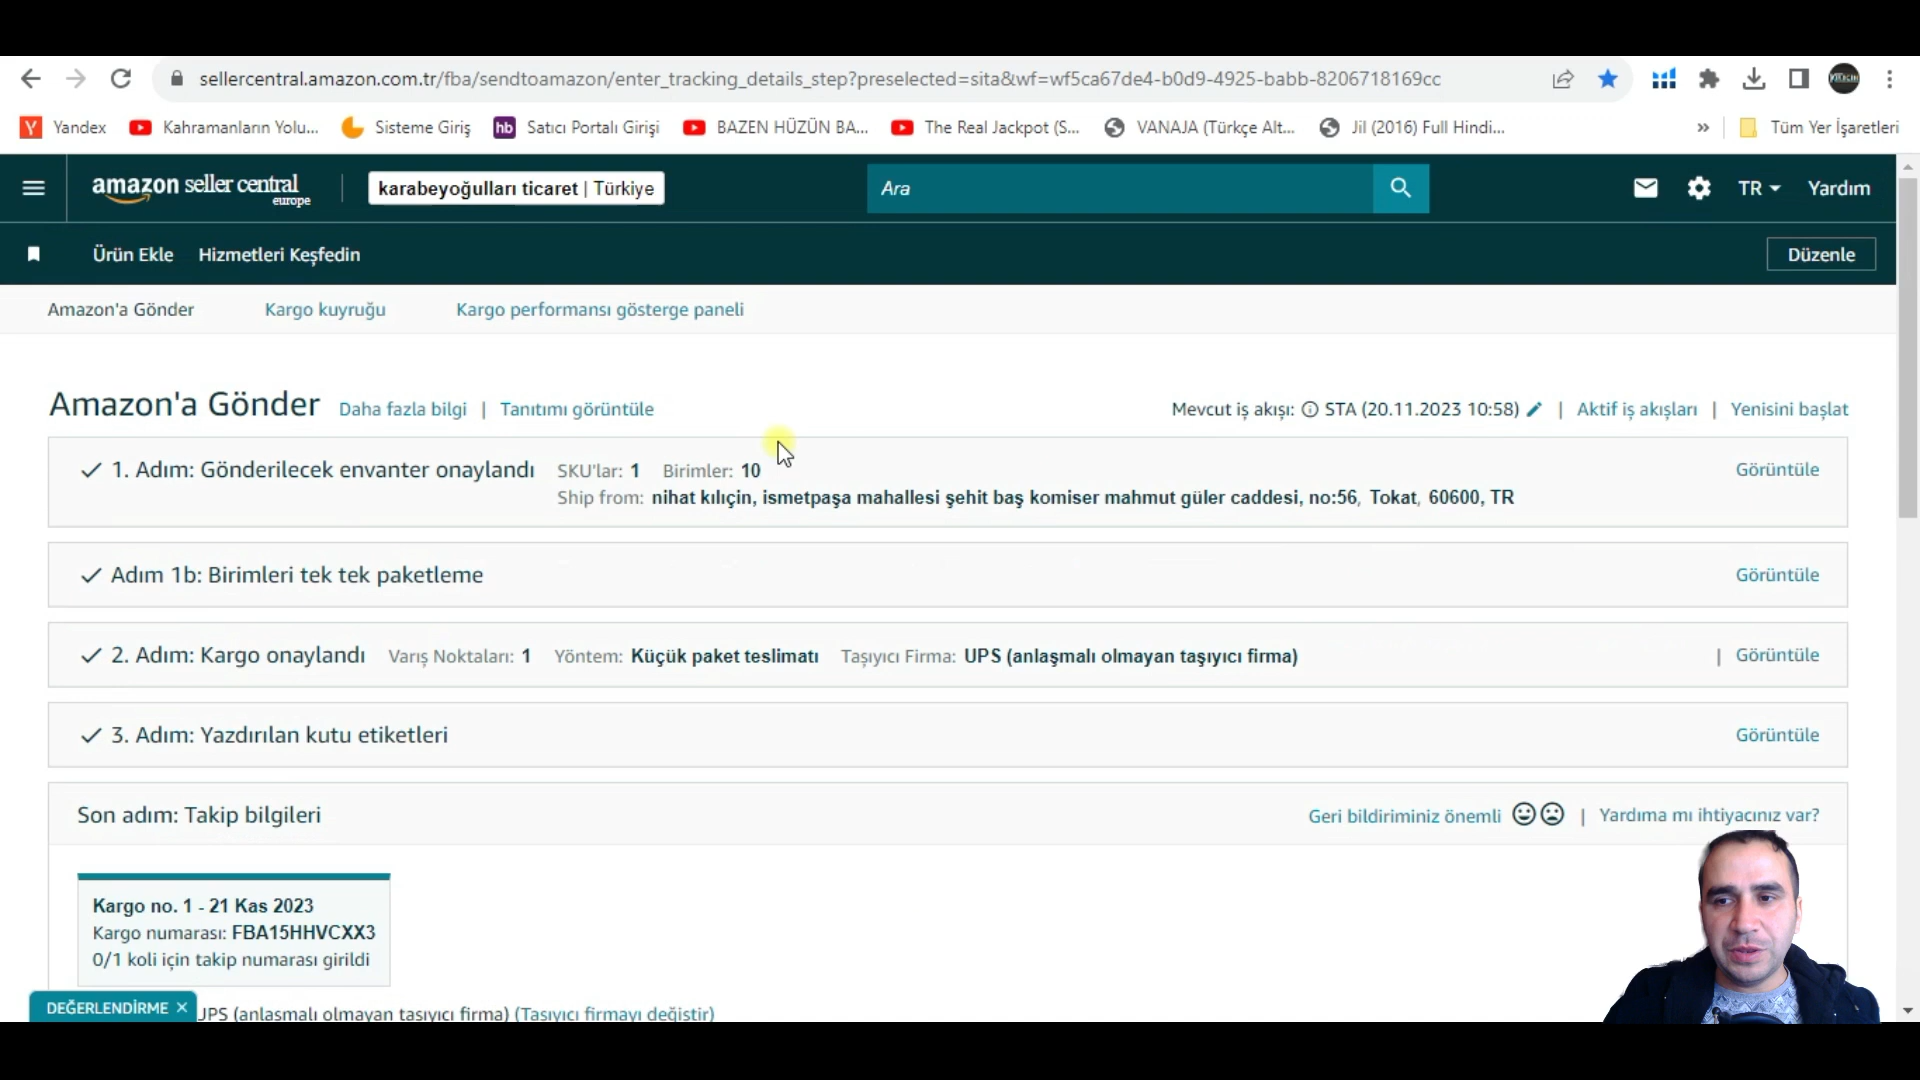 sellercentral.amazon.com.tr/fba/sendtoamazon/enter_tracking_details_step?preselected=sita&wf=wf5ca67de4-b0d9-4925-babb-8206718169cc
Yandex Kahramanların Yolu... Sisteme Giriş hb Satıcı Portalı Girişi BAZEN HÜZÜN BA... The Real Jackpot (S... VANAJA (Türkçe Alt... Jil (2016) Full Hindi... » Tüm Yer İşaretleri
amazon seller central europe karabeyoğulları ticaret | Türkiye Ara TR Yardım
Ürün Ekle Hizmetleri Keşfedin Düzenle
Amazon'a Gönder Kargo kuyruğu Kargo performansı gösterge paneli
Amazon'a Gönder Daha fazla bilgi | Tanıtımı görüntüle Mevcut iş akışı: STA (20.11.2023 10:58) | Aktif iş akışları | Yenisini başlat
1. Adım: Gönderilecek envanter onaylandı SKU'lar: 1 Birimler: 10 Görüntüle
Ship from: nihat kılıçin, ismetpaşa mahallesi şehit baş komiser mahmut güler caddesi, no:56, Tokat, 60600, TR
Adım 1b: Birimleri tek tek paketleme Görüntüle
2. Adım: Kargo onaylandı Varış Noktaları: 1 Yöntem: Küçük paket teslimatı Taşıyıcı Firma: UPS (anlaşmalı olmayan taşıyıcı firma) | Görüntüle
3. Adım: Yazdırılan kutu etiketleri Görüntüle
Son adım: Takip bilgileri Geri bildiriminiz önemli | Yardıma mı ihtiyacınız var?
Kargo no. 1 - 21 Kas 2023
Kargo numarası: FBA15HHVCXX3
0/1 koli için takip numarası girildi
DEĞERLENDİRME × UPS (anlaşmalı olmayan taşıyıcı firma) (Taşıyıcı firmayı değiştir)